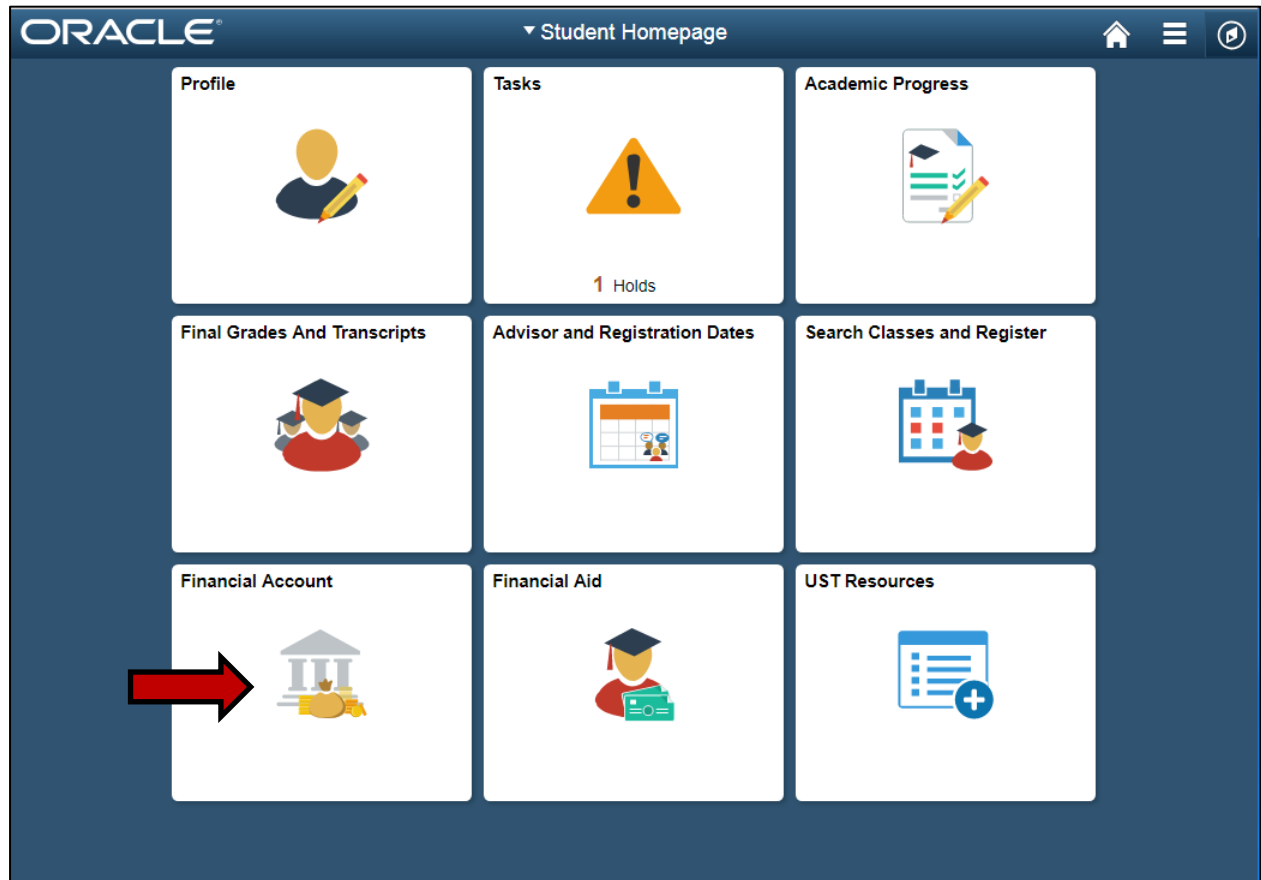 ORACLE®
Student Homepage
Profile
Tasks
Academic Progress
1 Holds
Final Grades And Transcripts
Advisor and Registration Dates
Search Classes and Register
Financial Account
Financial Aid
UST Resources